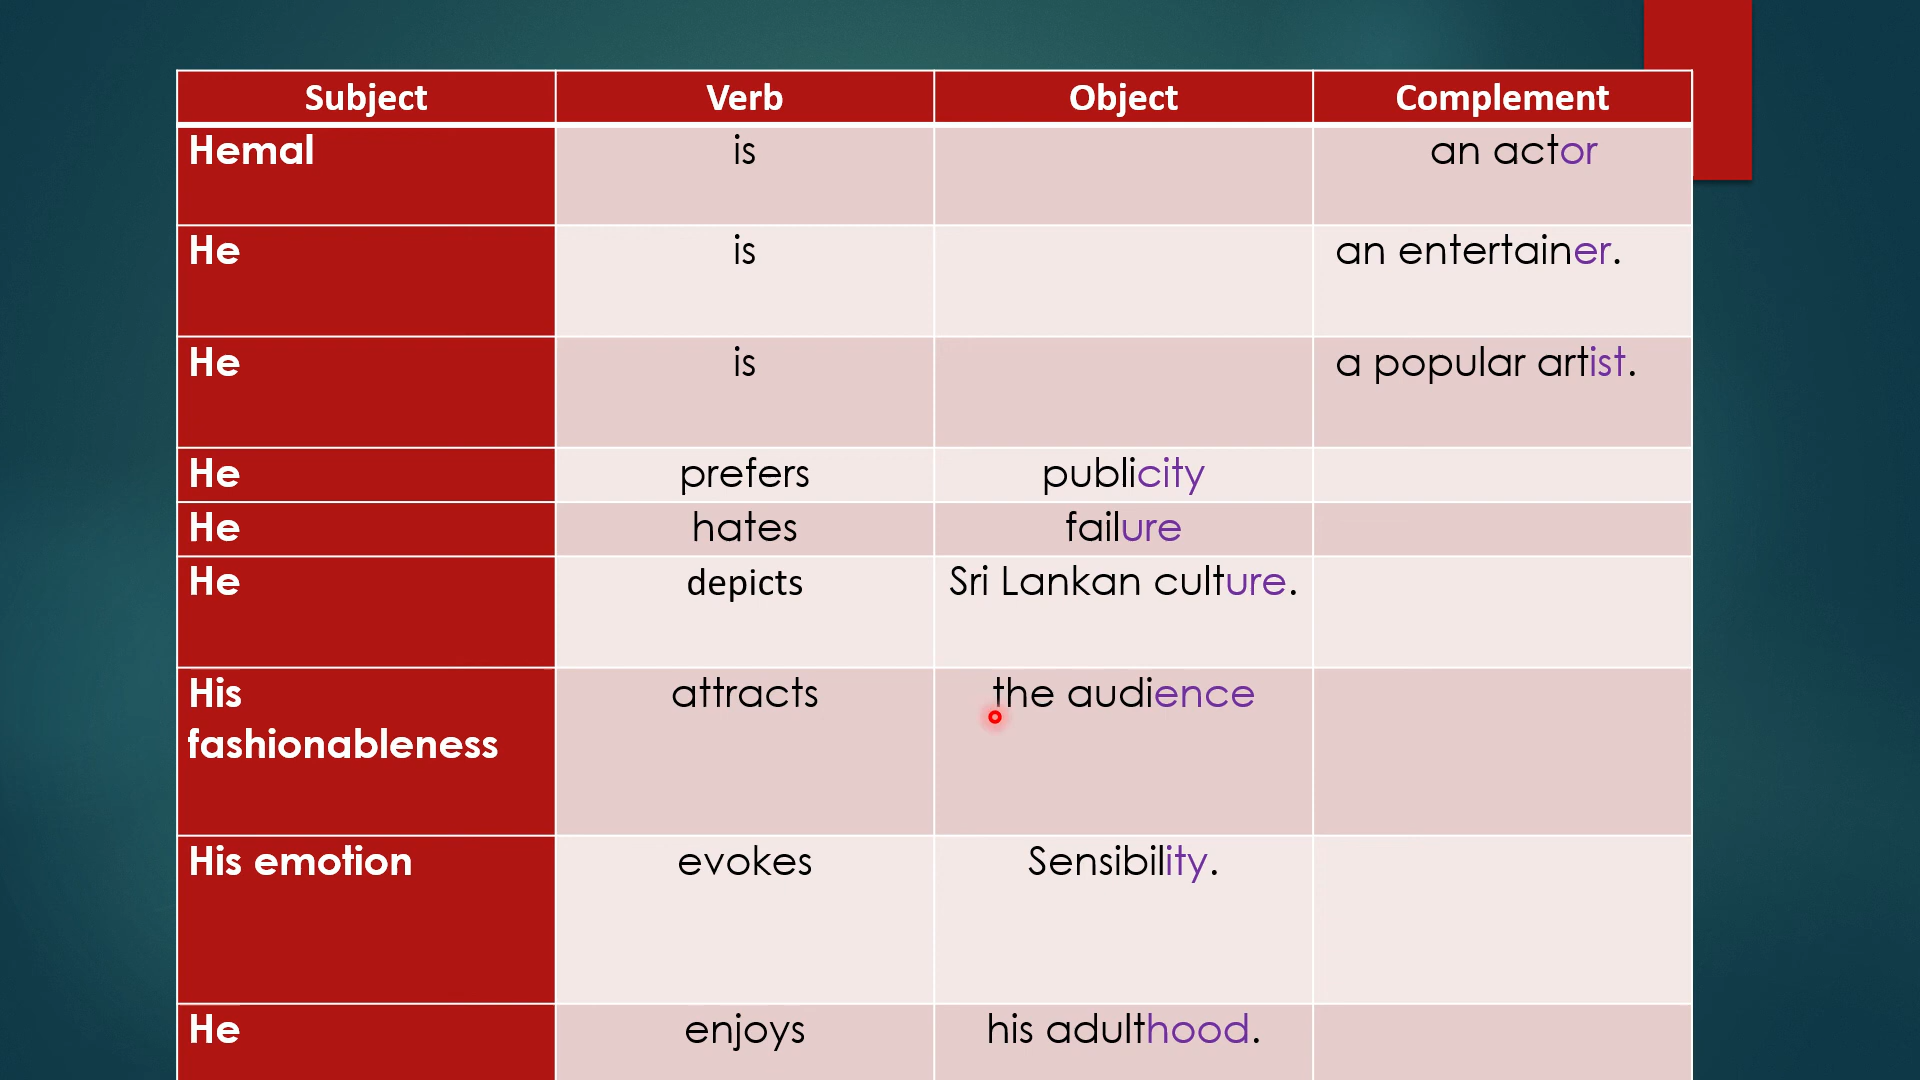 Subject Verb Object Complement
Hemal is an actor
He is an entertainer.
He is a popular artist.
He prefers publicity
He hates failure
He depicts Sri Lankan culture.
His attracts the audience
fashionableness
His emotion evokes Sensibility.
He enjoys his adulthood.